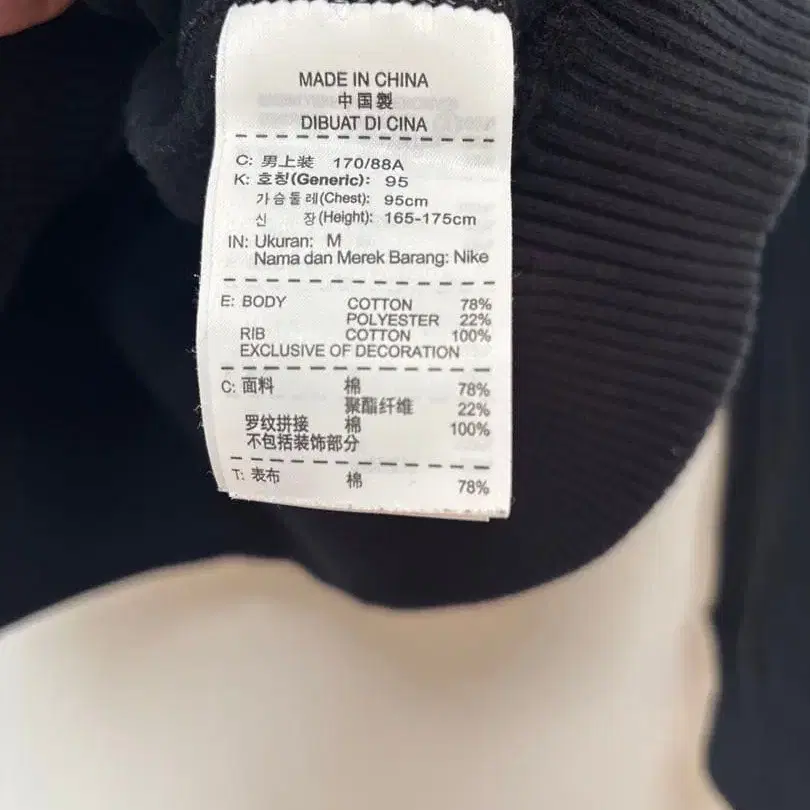 MADE IN CHINA
中国製
DIBUAT DI CINA
C: 男上装 170/88A
K: 호칭(Generic): 95
가슴둘레(Chest): 95cm
신 장(Height): 165-175cm
IN: Ukuran: M
Nama dan Merek Barang: Nike
E: BODY COTTON 78%
POLYESTER 22%
RIB COTTON 100%
EXCLUSIVE OF DECORATION
C: 面料 棉 78%
聚酯纤维 22%
罗纹拼接 棉 100%
不包括装饰部分
T: 表布 棉 78%